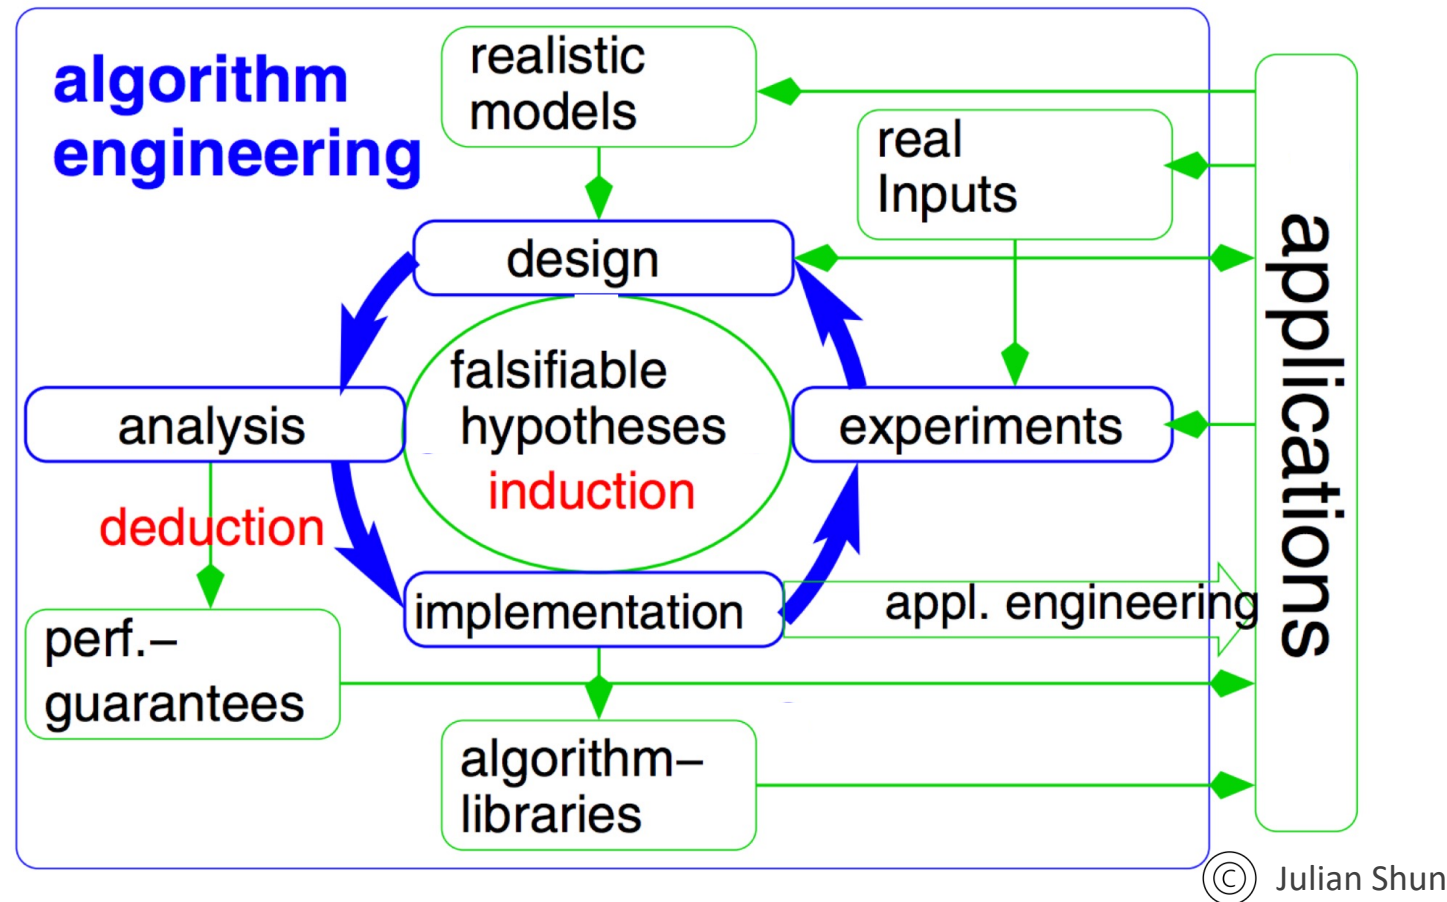 algorithm
engineering
realistic
models
real
Inputs
design
falsifiable
hypotheses
induction
analysis
experiments
deduction
implementation
appl. engineering
perf.–
guarantees
algorithm–
libraries
applications
© Julian Shun